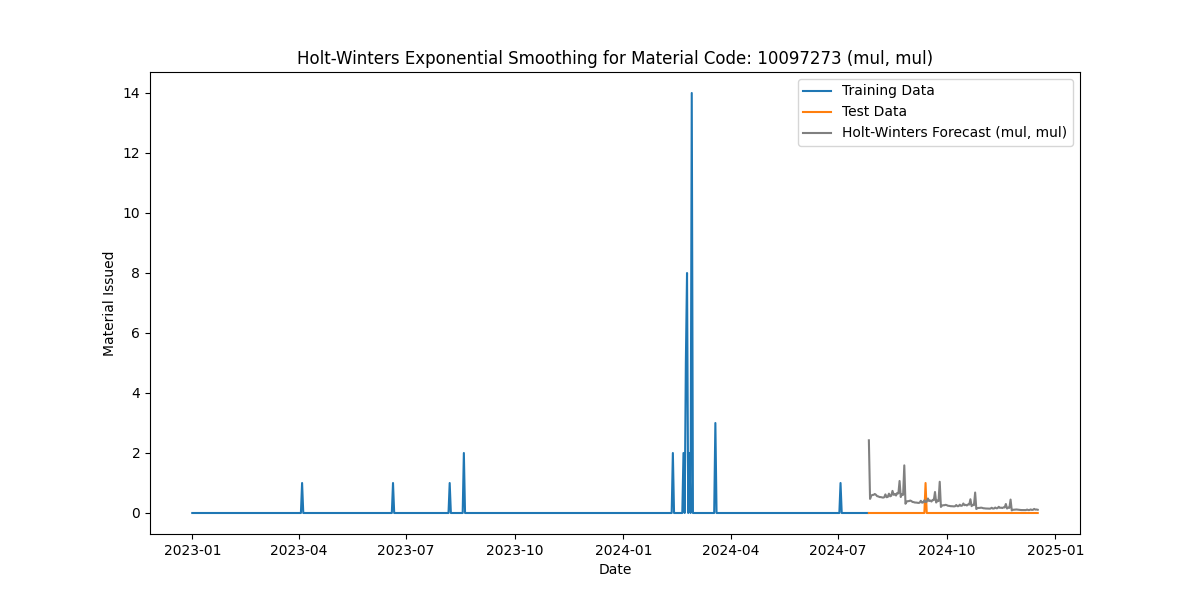 Holt-Winters Exponential Smoothing for Material Code: 10097273 (mul, mul)
Training Data
Test Data
Holt-Winters Forecast (mul, mul)
14
12
10
8
6
4
2
0
Material Issued
2023-01
2023-04
2023-07
2023-10
2024-01
2024-04
2024-07
2024-10
2025-01
Date